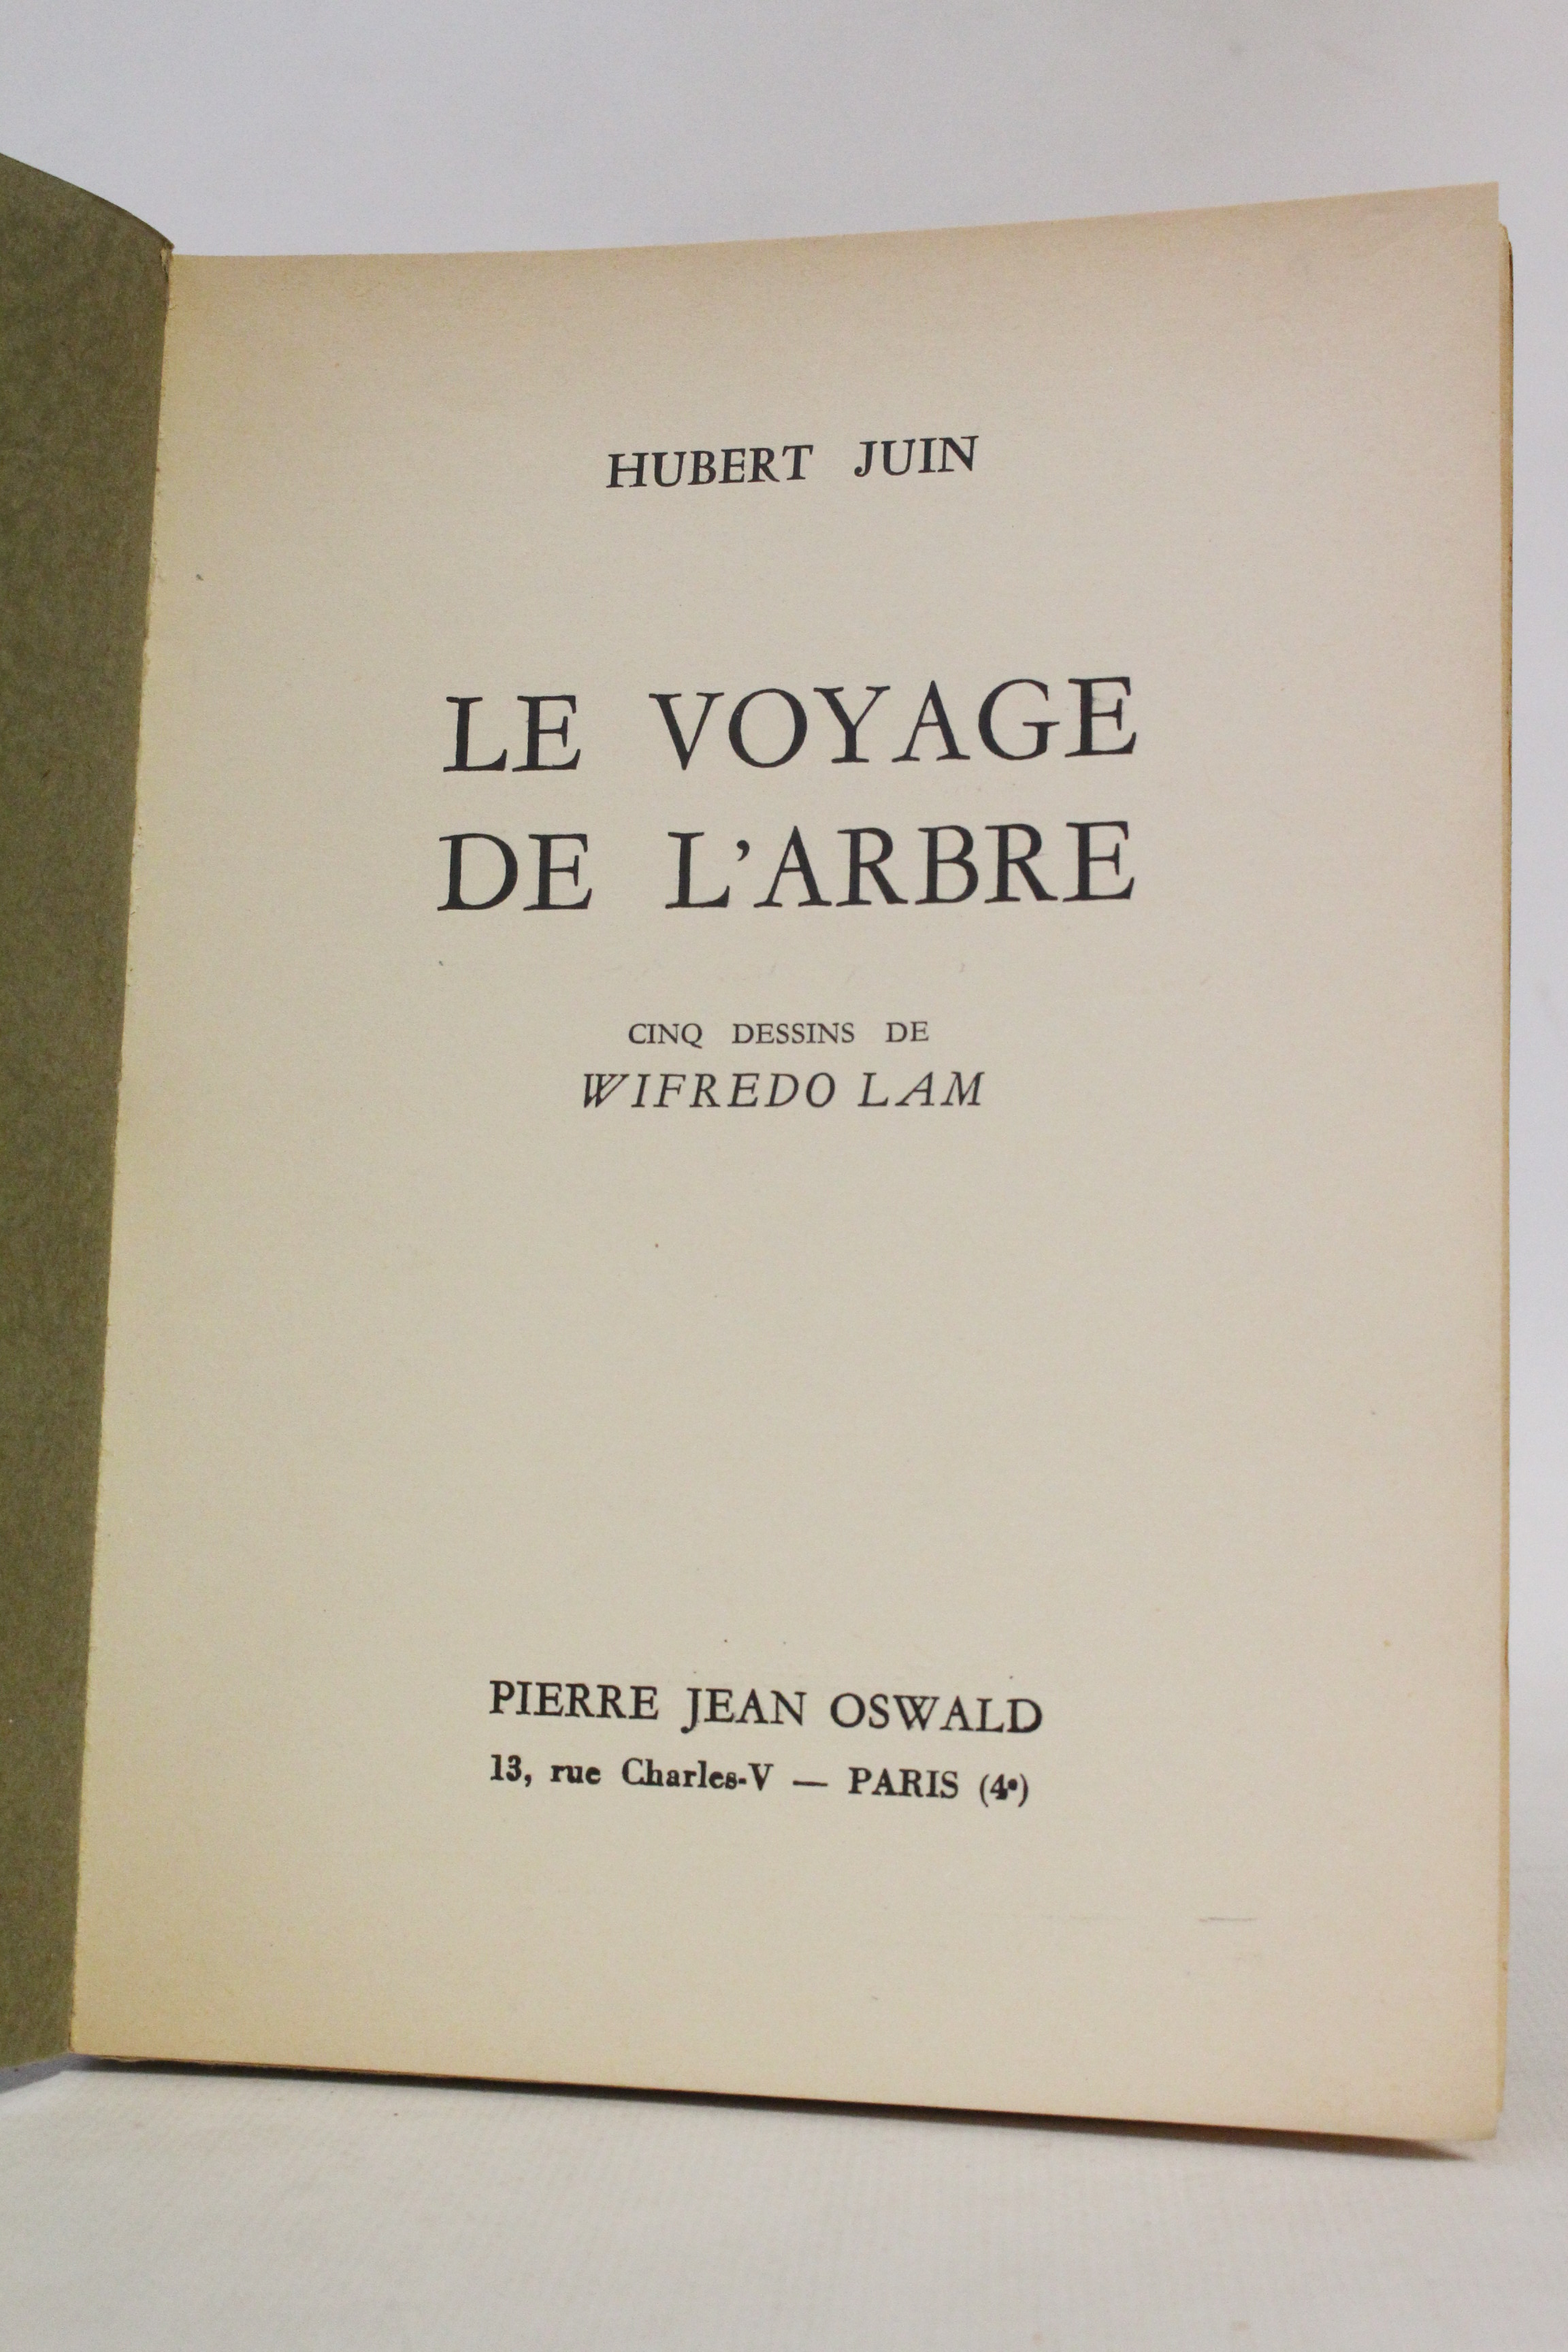 HUBERT JUIN
LE VOYAGE
DE L'ARBRE
CINQ DESSINS DE
WIFREDO LAM
PIERRE JEAN OSWALD
13, rue Charles-V — PARIS (4e)